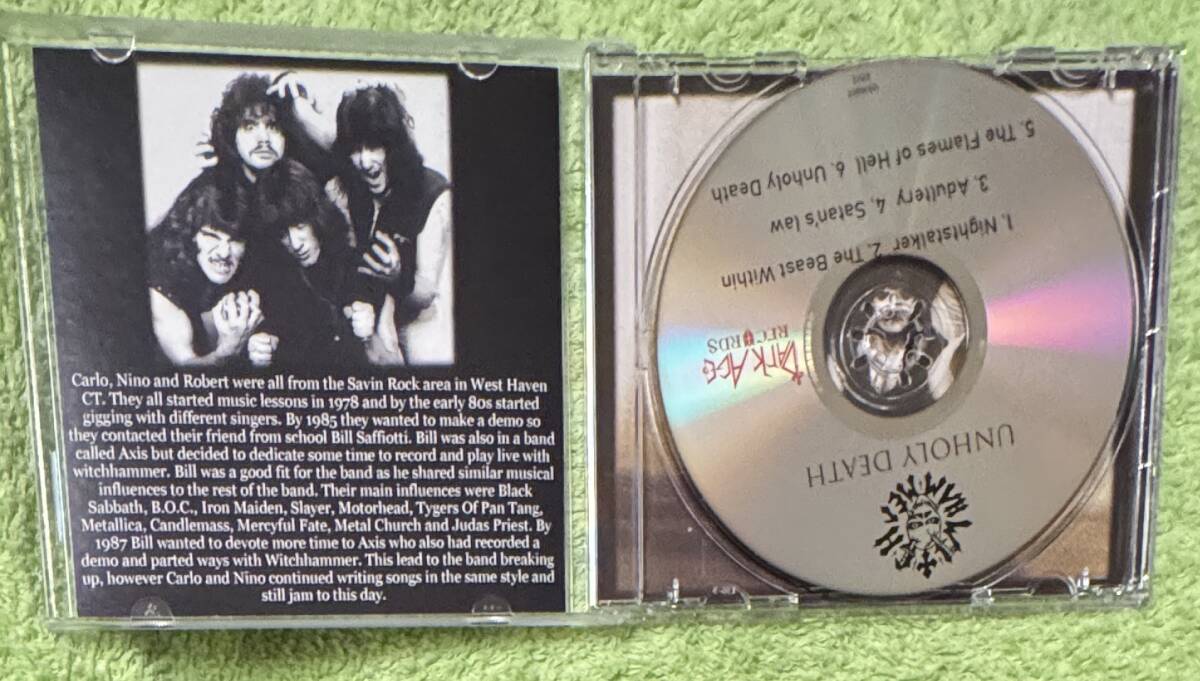 Carlo, Nino and Robert were all from the Savin Rock area in West Haven
CT. They all started music lessons in 1978 and by the early 80s started
gigging with different singers. By 1985 they wanted to make a demo so
they contacted their friend from school Bill Saffiotti. Bill was also in a band
called Axis but decided to dedicate some time to record and play live with
witchhammer. Bill was a good fit for the band as he shared similar musical
influences to the rest of the band. Their main influences were Black
Sabbath, B.O.C., Iron Maiden, Slayer, Motorhead, Tygers Of Pan Tang,
Metallica, Candlemass, Mercyful Fate, Metal Church and Judas Priest. By
1987 Bill wanted to devote more time to Axis who also had recorded a
demo and parted ways with Witchhammer. This lead to the band breaking
up, however Carlo and Nino continued writing songs in the same style and
still jam to this day.
UNHOLY DEATH
DARK AGE
RECORDS
1. Nightstalker 2. The Beast Within
3. Adultery 4, Satan's law
5. The Flames of Hell 6. Unholy Death